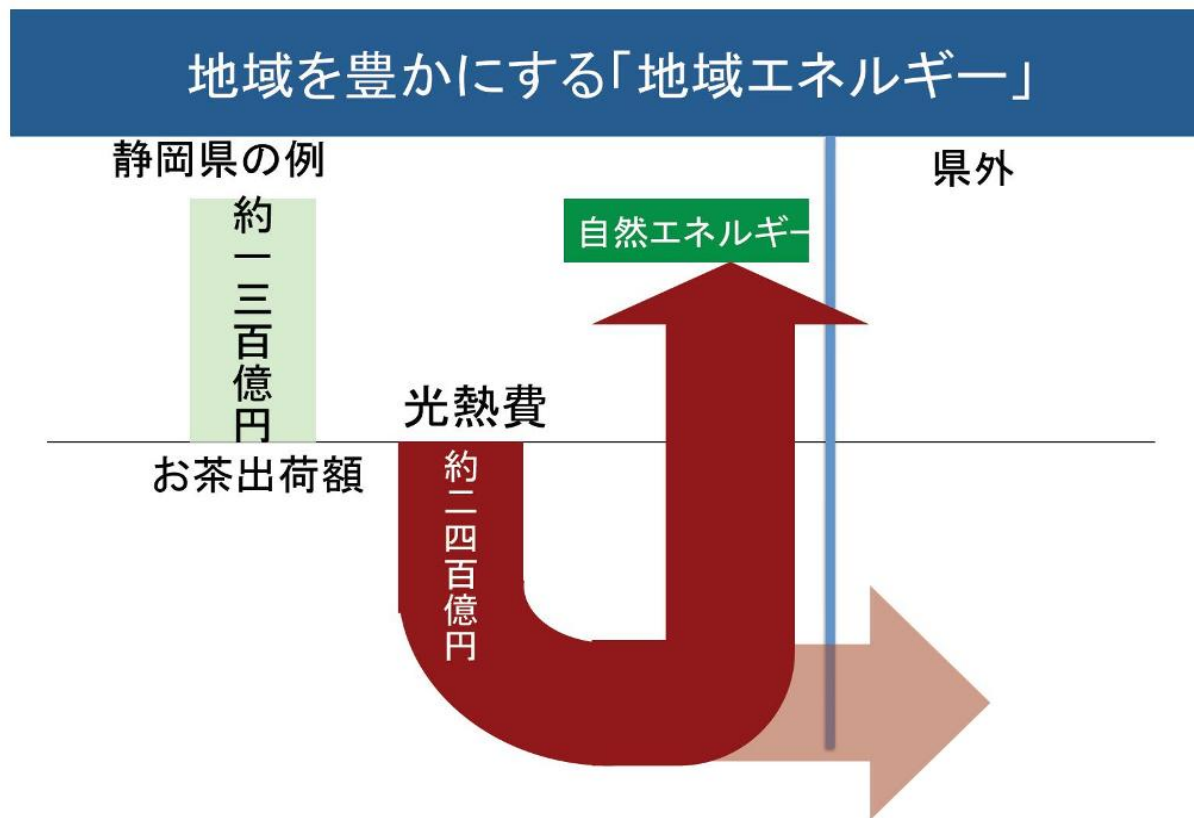 地域を豊かにする「地域エネルギー」
静岡県の例
県外
約一三百億円
自然エネルギー
光熱費
お茶出荷額
約二四百億円